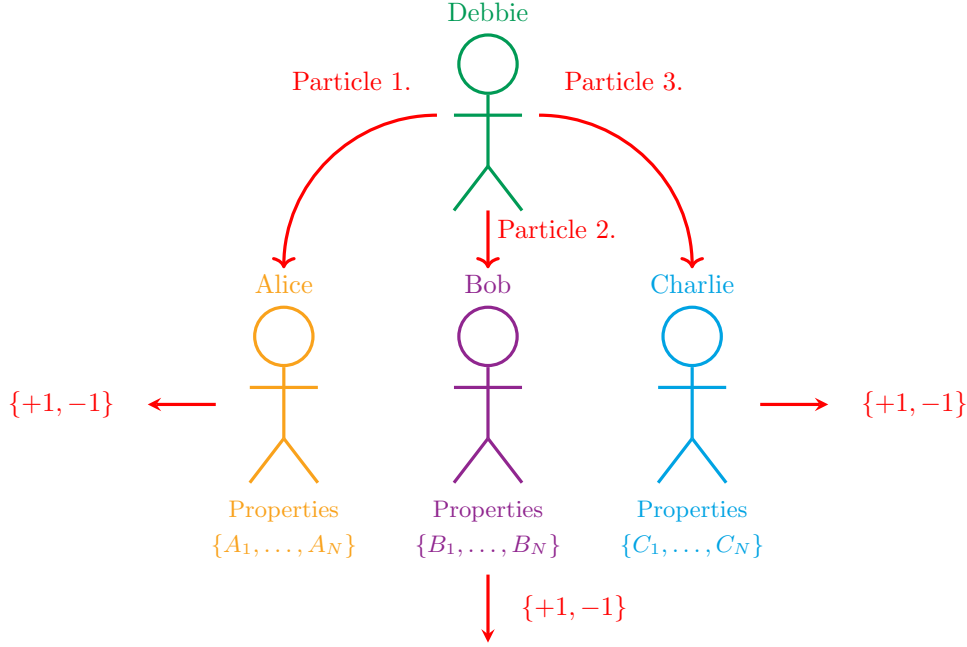 Debbie
Particle 1.
Particle 3.
Particle 2.
Alice
Bob
Charlie
{+1, −1}
{+1, −1}
Properties
{A₁, . . . , A_N}
Properties
{B₁, . . . , B_N}
Properties
{C₁, . . . , C_N}
{+1, −1}